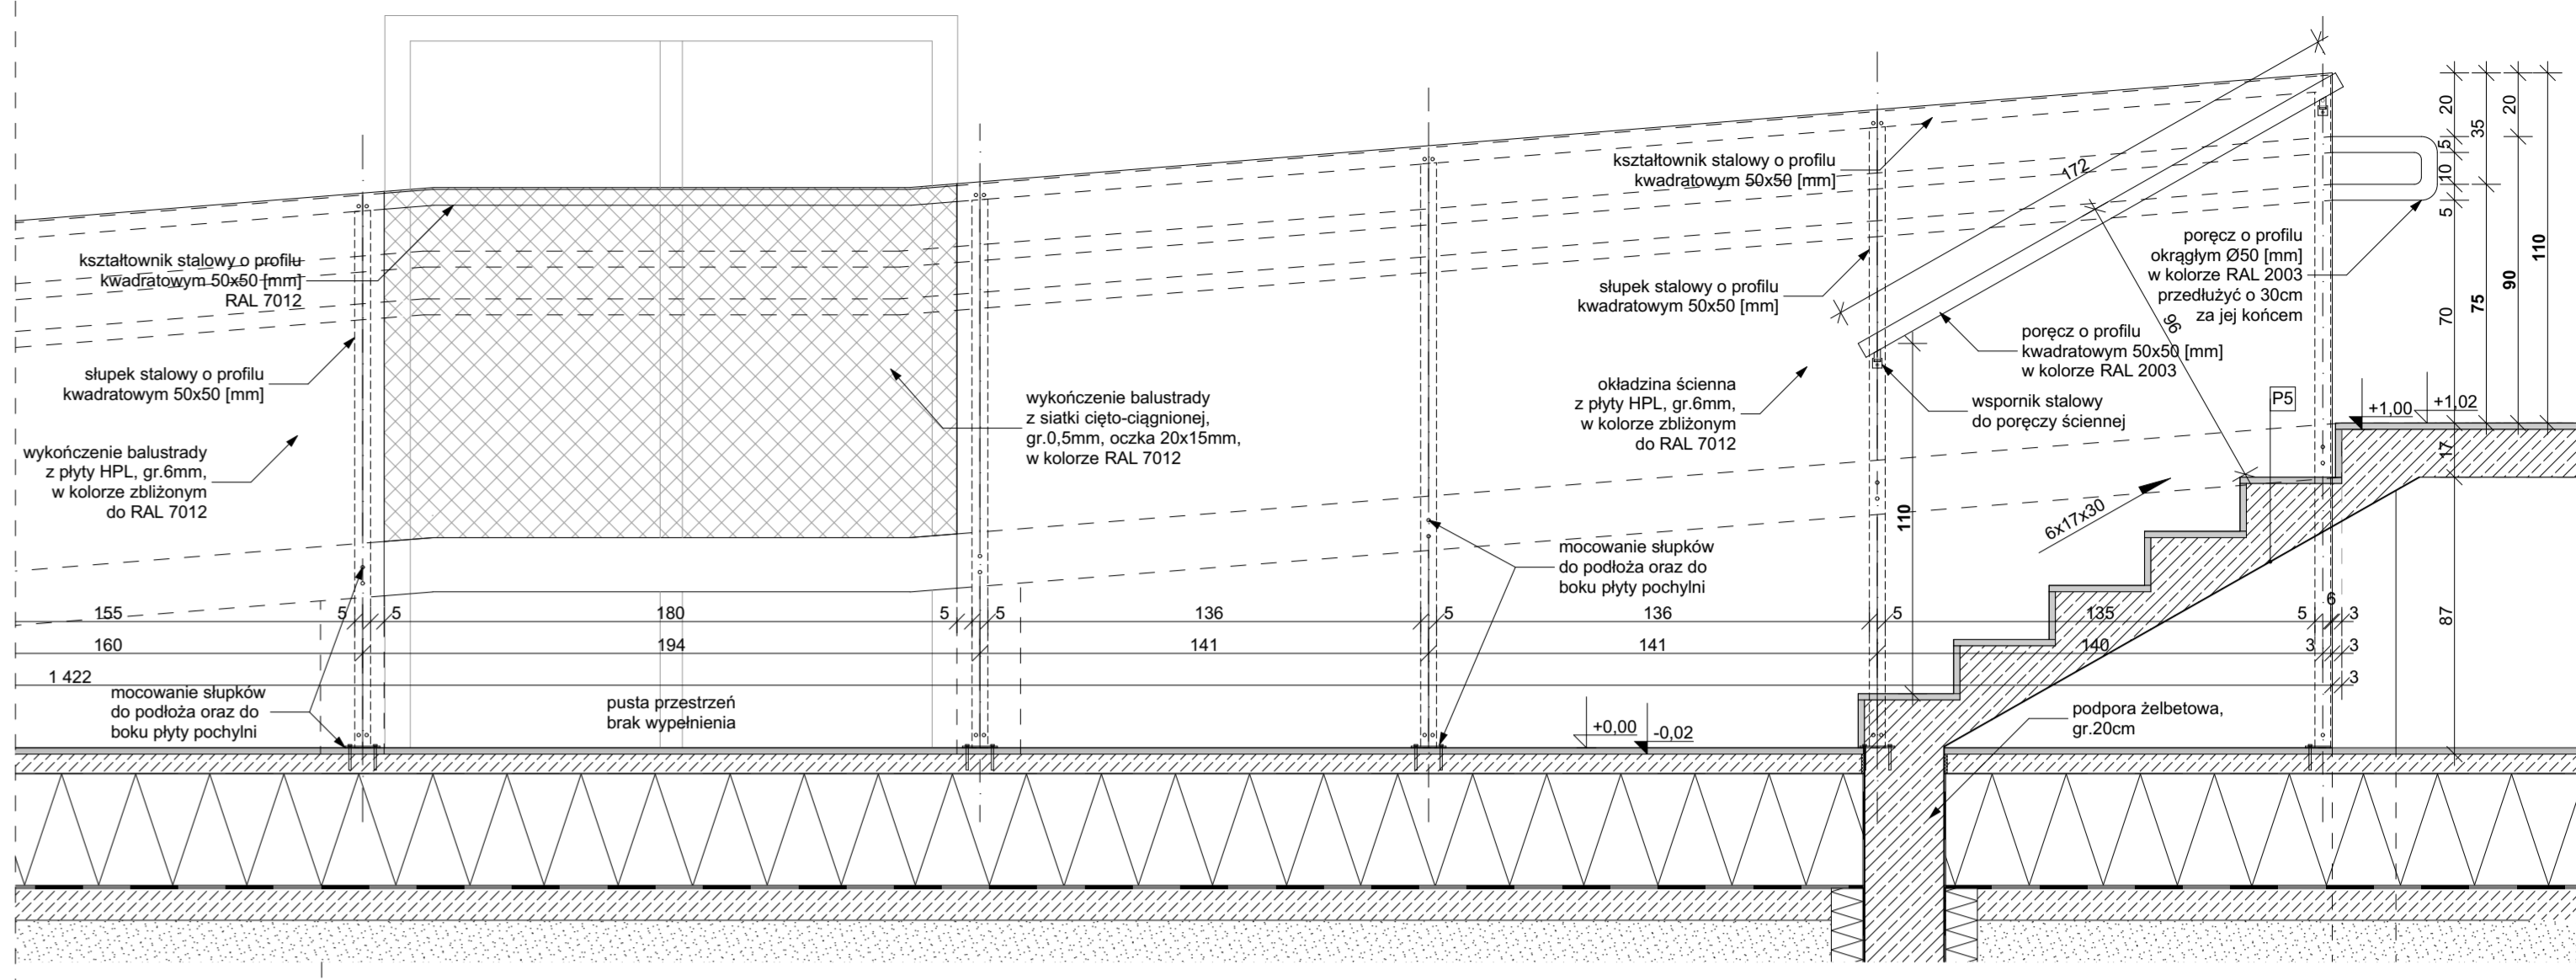 kształtownik stalowy o profilu
kwadratowym 50x50 [mm]
RAL 7012
słupek stalowy o profilu
kwadratowym 50x50 [mm]
wykończenie balustrady
z płyty HPL, gr.6mm,
w kolorze zbliżonym
do RAL 7012
wykończenie balustrady
z siatki cięto-ciągnionej,
gr.0,5mm, oczka 20x15mm,
w kolorze RAL 7012
kształtownik stalowy o profilu
kwadratowym 50x50 [mm]
słupek stalowy o profilu
kwadratowym 50x50 [mm]
okładzina ścienna
z płyty HPL, gr.6mm,
w kolorze zbliżonym
do RAL 7012
mocowanie słupków
do podłoża oraz do
boku płyty pochylni
172
96
poręcz o profilu
okrągłym Ø50 [mm]
w kolorze RAL 2003
przedłużyć o 30cm
za jej końcem
poręcz o profilu
kwadratowym 50x50 [mm]
w kolorze RAL 2003
wspornik stalowy
do poręczy ściennej
P5
+1,00
+1,02
6x17x30
110
20
5
10
5
70
17
87
35
75
20
90
110
155
5
5
180
5
5
136
5
136
5
135
5
6
3
160
194
141
141
140
3
3
1 422
3
mocowanie słupków
do podłoża oraz do
boku płyty pochylni
pusta przestrzeń
brak wypełnienia
+0,00
-0,02
podpora żelbetowa,
gr.20cm